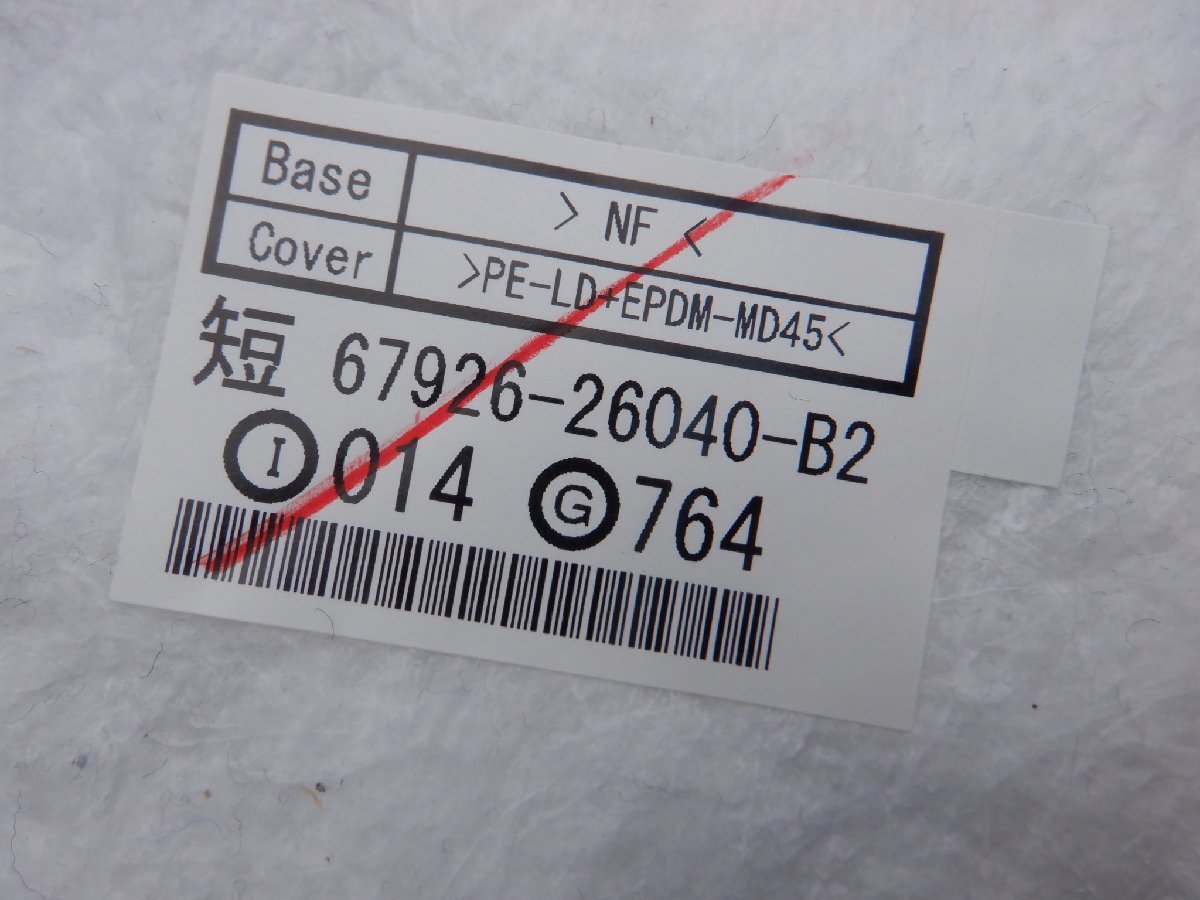 Base >NF<
Cover >PE-LD+EPDM-MD45<
短 67926-26040-B2
Ⓘ014 Ⓖ764